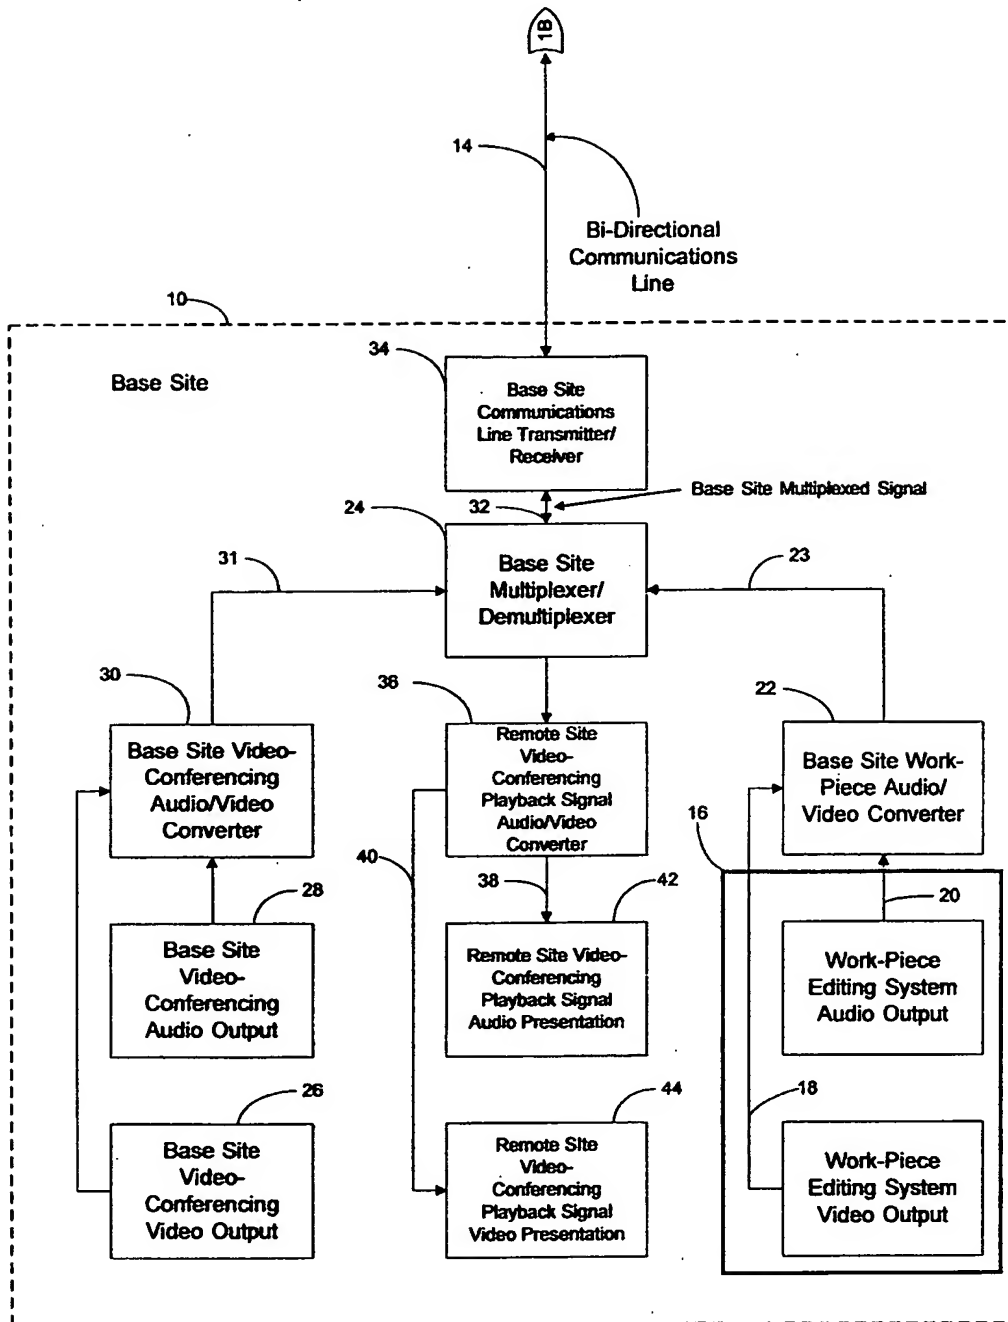 1B
14
Bi-Directional
Communications
Line
10
34
Base Site
Base Site
Communications
Line Transmitter/
Receiver
Base Site Multiplexed Signal
32
24
31
Base Site
Multiplexer/
Demultiplexer
23
30
36
22
Base Site Video-
Conferencing
Audio/Video
Converter
Remote Site
Video-
Conferencing
Playback Signal
Audio/Video
Converter
Base Site Work-
Piece Audio/
Video Converter
16
40
38
42
28
20
Base Site
Video-
Conferencing
Audio Output
Remote Site Video-
Conferencing
Playback Signal
Audio Presentation
Work-Piece
Editing System
Audio Output
26
44
18
Base Site
Video-
Conferencing
Video Output
Remote Site
Video-
Conferencing
Playback Signal
Video Presentation
Work-Piece
Editing System
Video Output